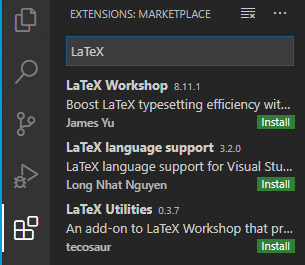 EXTENSIONS: MARKETPLACE
LaTeX
LaTeX Workshop 8.11.1
Boost LaTeX typesetting efficiency wit...
James Yu Install
LaTeX language support 3.2.0
LaTeX language support for Visual Stu...
Long Nhat Nguyen Install
LaTeX Utilities 0.3.7
An add-on to LaTeX Workshop that pr...
tecosaur Install